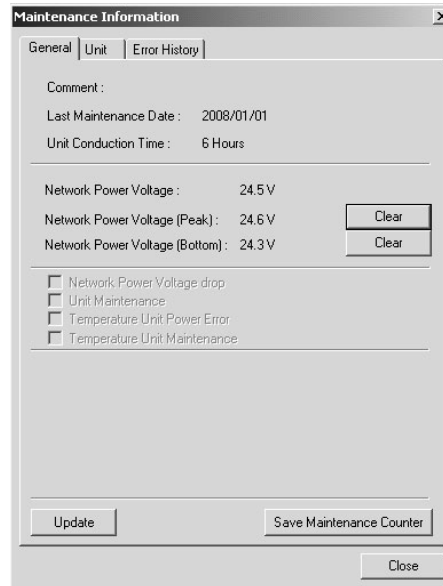 Maintenance Information
General Unit Error History
Comment :
Last Maintenance Date : 2008/01/01
Unit Conduction Time : 6 Hours
Network Power Voltage : 24.5 V
Network Power Voltage (Peak) : 24.6 V Clear
Network Power Voltage (Bottom) : 24.3 V Clear
Network Power Voltage drop
Unit Maintenance
Temperature Unit Power Error
Temperature Unit Maintenance
Update Save Maintenance Counter
Close